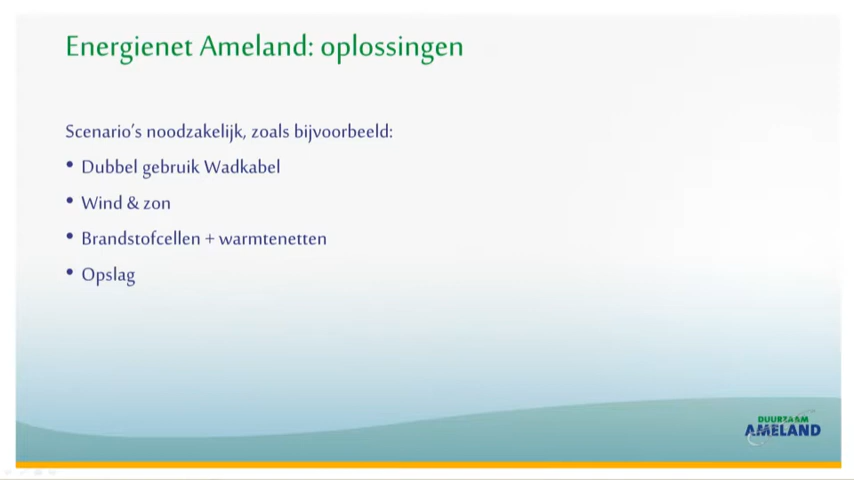 Energienet Ameland: oplossingen
Scenario's noodzakelijk, zoals bijvoorbeeld:
• Dubbel gebruik Wadkabel
• Wind & zon
• Brandstofcellen + warmtenetten
• Opslag
DUURZAAM
AMELAND